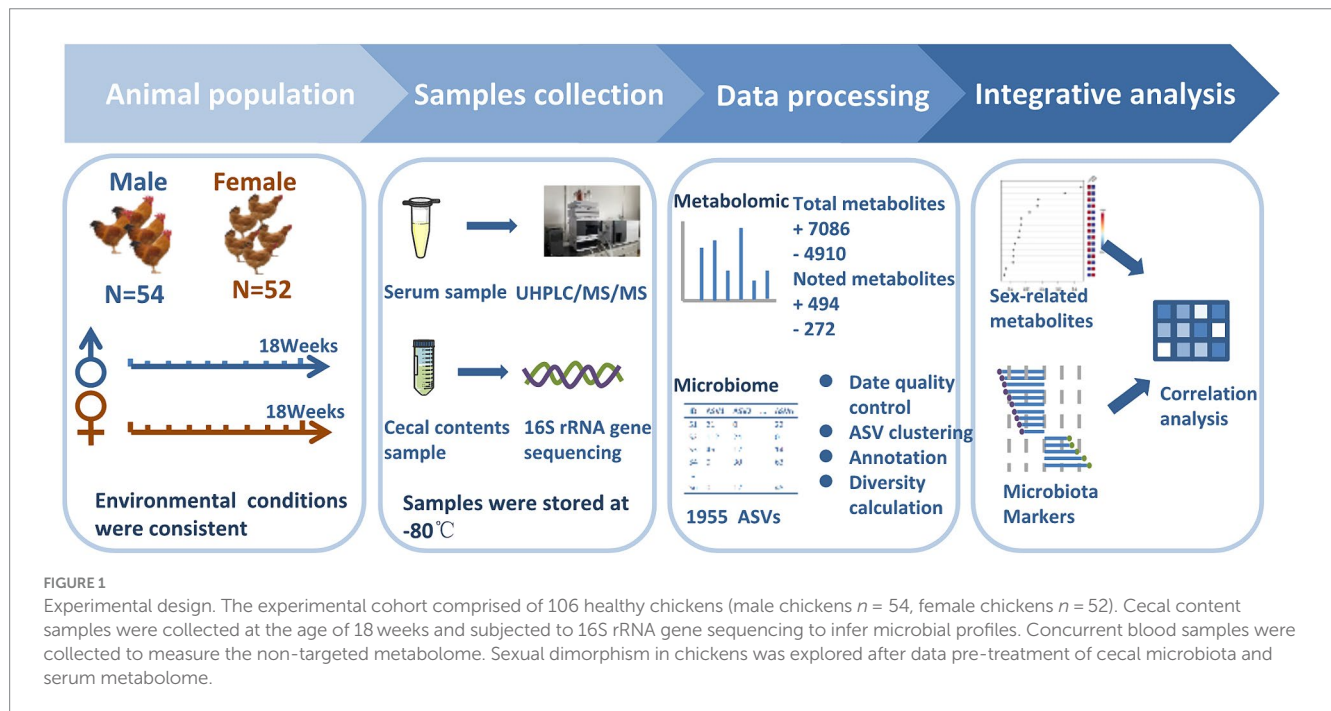 Animal population
Samples collection
Data processing
Integrative analysis
Male
Female
N=54
N=52
18Weeks
18Weeks
Environmental conditions
were consistent
Serum sample
UHPLC/MS/MS
Cecal contents
sample
16S rRNA gene
sequencing
Samples were stored at
-80℃
Metabolomic
Total metabolites
+ 7086
- 4910
Noted metabolites
+ 494
- 272
Microbiome
1955 ASVs
● Date quality
control
● ASV clustering
● Annotation
● Diversity
calculation
Sex-related
metabolites
Microbiota
Markers
Correlation
analysis
FIGURE 1
Experimental design. The experimental cohort comprised of 106 healthy chickens (male chickens n = 54, female chickens n = 52). Cecal content
samples were collected at the age of 18 weeks and subjected to 16S rRNA gene sequencing to infer microbial profiles. Concurrent blood samples were
collected to measure the non-targeted metabolome. Sexual dimorphism in chickens was explored after data pre-treatment of cecal microbiota and
serum metabolome.